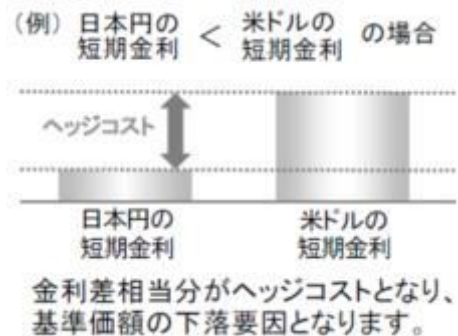 (例) 日本円の短期金利 < 米ドルの短期金利 の場合
ヘッジコスト
日本円の
短期金利
米ドルの
短期金利
金利差相当分がヘッジコストとなり、
基準価額の下落要因となります。